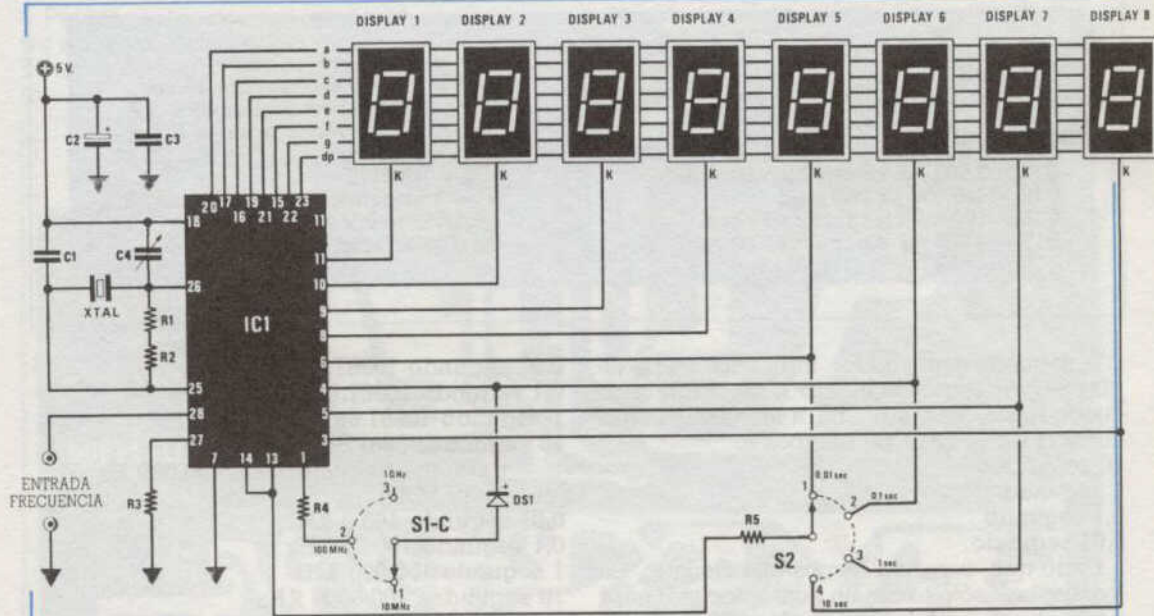 DISPLAY 1 DISPLAY 2 DISPLAY 3 DISPLAY 4 DISPLAY 5 DISPLAY 6 DISPLAY 7 DISPLAY 8
5 V.
a
b
c
d
e
f
g
dp
C2 + C3
K K K K K K K K
20 17 16 19 21 15 22 23
18 11
C1 C4
11
XTAL 26 10
R1 9
IC1
8
R2 6
25 4
28 5
27 3
7 14 13 1
ENTRADA
FRECUENCIA
R3
R4
3 1 GHz
S1-C
2
100 MHz
1
10 MHz
+
DS1
R5
1 0.01 sec
2 0.1 sec
S2
3 1 sec
4
10 sec